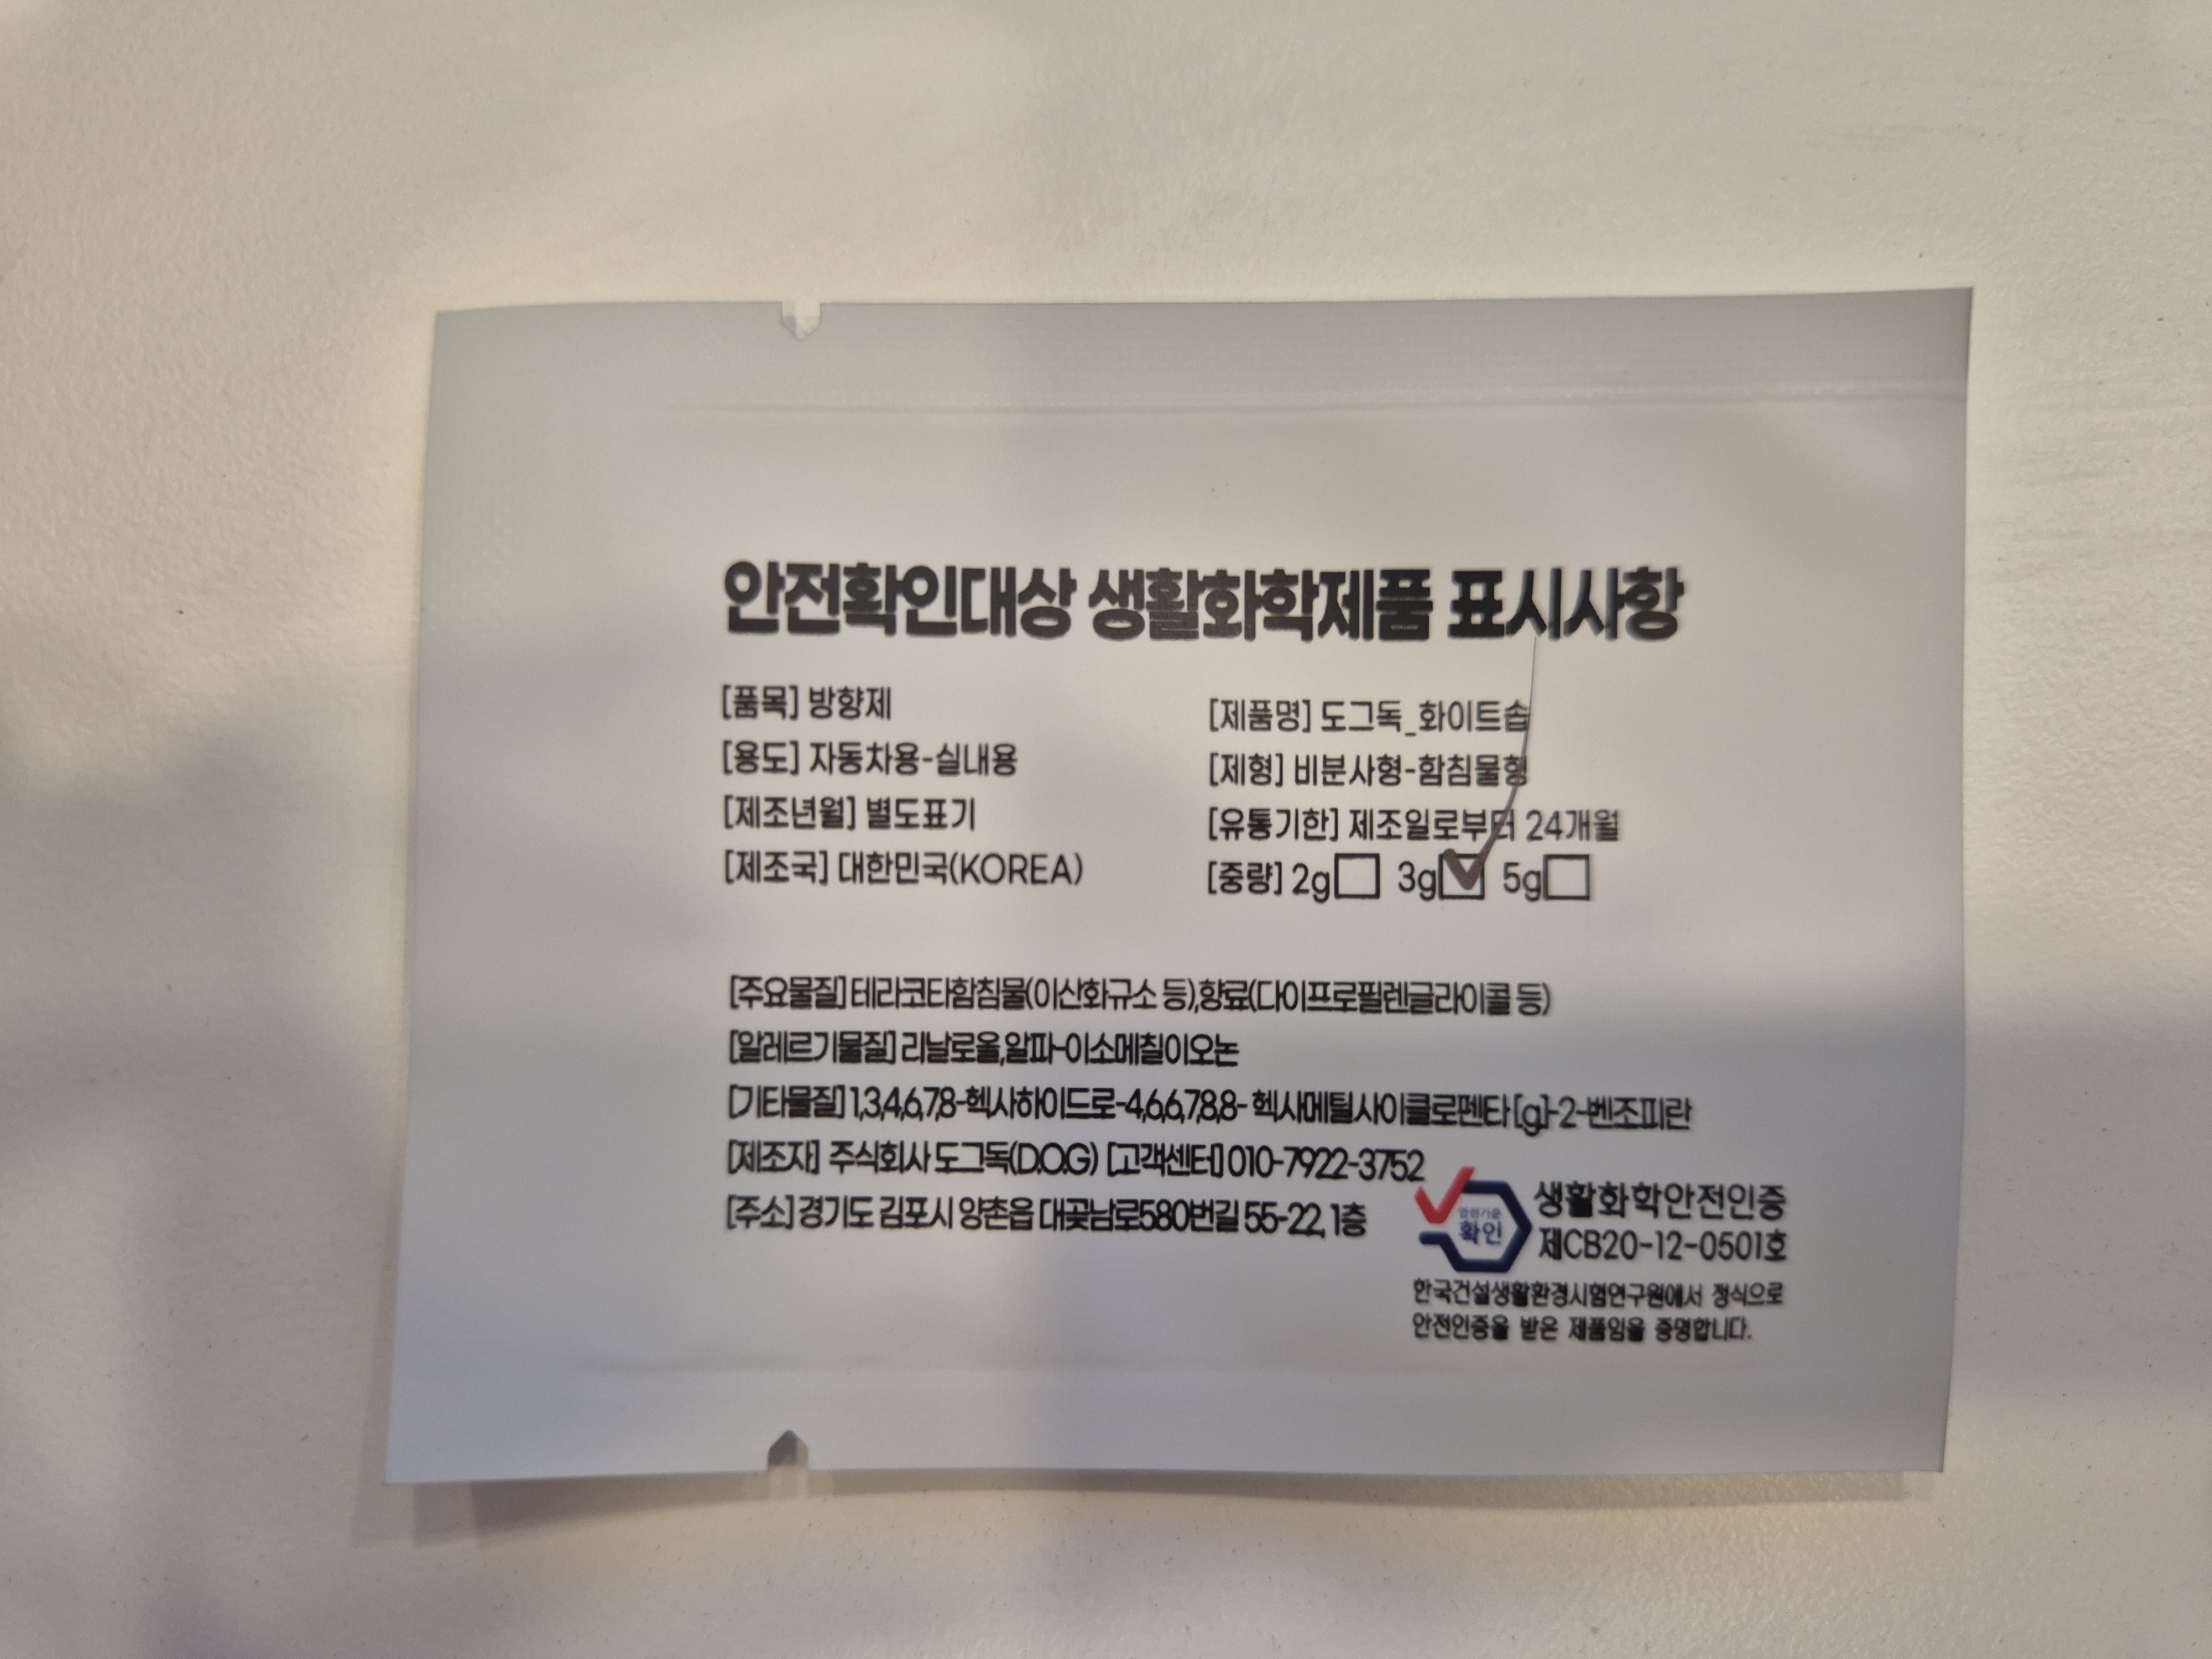 안전확인대상 생활화학제품 표시사항
[품목] 방향제
[용도] 자동차용-실내용
[제조년월] 별도표기
[제조국] 대한민국(KOREA)
[제품명] 도그독_화이트솝
[제형] 비분사형-함침물형
[유통기한] 제조일로부터 24개월
[중량] 2g☐ 3g☑ 5g☐
[주요물질] 테라코타함침물(이산화규소 등),향료(다이프로필렌글라이콜 등)
[알레르기물질] 리날로울,알파-이소메칠이오논
[기타물질] 1,3,4,6,7,8-헥사하이드로-4,6,6,7,8,8- 헥사메틸사이클로펜타[g]-2-벤조피란
[제조자] 주식회사 도그독(D.O.G) [고객센터] 010-7922-3752
[주소] 경기도 김포시 양촌읍 대곶남로580번길 55-22, 1층
안전기준
확인
생활화학안전인증
제CB20-12-0501호
한국건설생활환경시험연구원에서 정식으로
안전인증을 받은 제품임을 증명합니다.